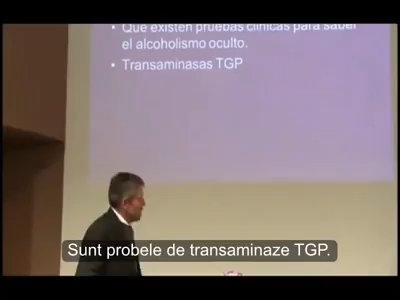 • Que existen pruebas clínicas para saber
el alcoholismo oculto.
• Transaminasas TGP
Sunt probele de transaminaze TGP.